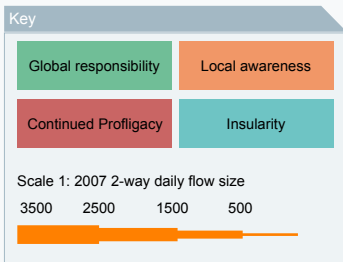 Key
Global responsibility Local awareness
Continued Profligacy Insularity
Scale 1: 2007 2-way daily flow size
3500 2500 1500 500